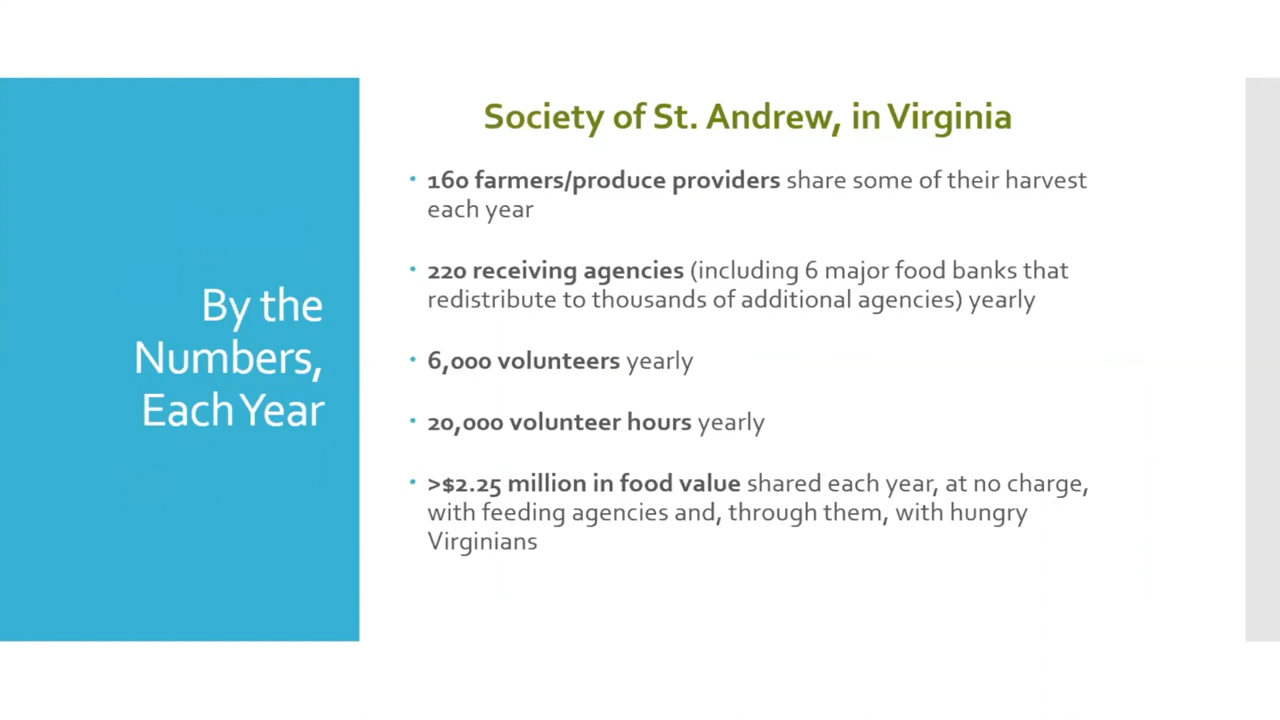 By the
Numbers,
Each Year
Society of St. Andrew, in Virginia
• 160 farmers/produce providers share some of their harvest
each year
• 220 receiving agencies (including 6 major food banks that
redistribute to thousands of additional agencies) yearly
• 6,000 volunteers yearly
• 20,000 volunteer hours yearly
• >$2.25 million in food value shared each year, at no charge,
with feeding agencies and, through them, with hungry
Virginians